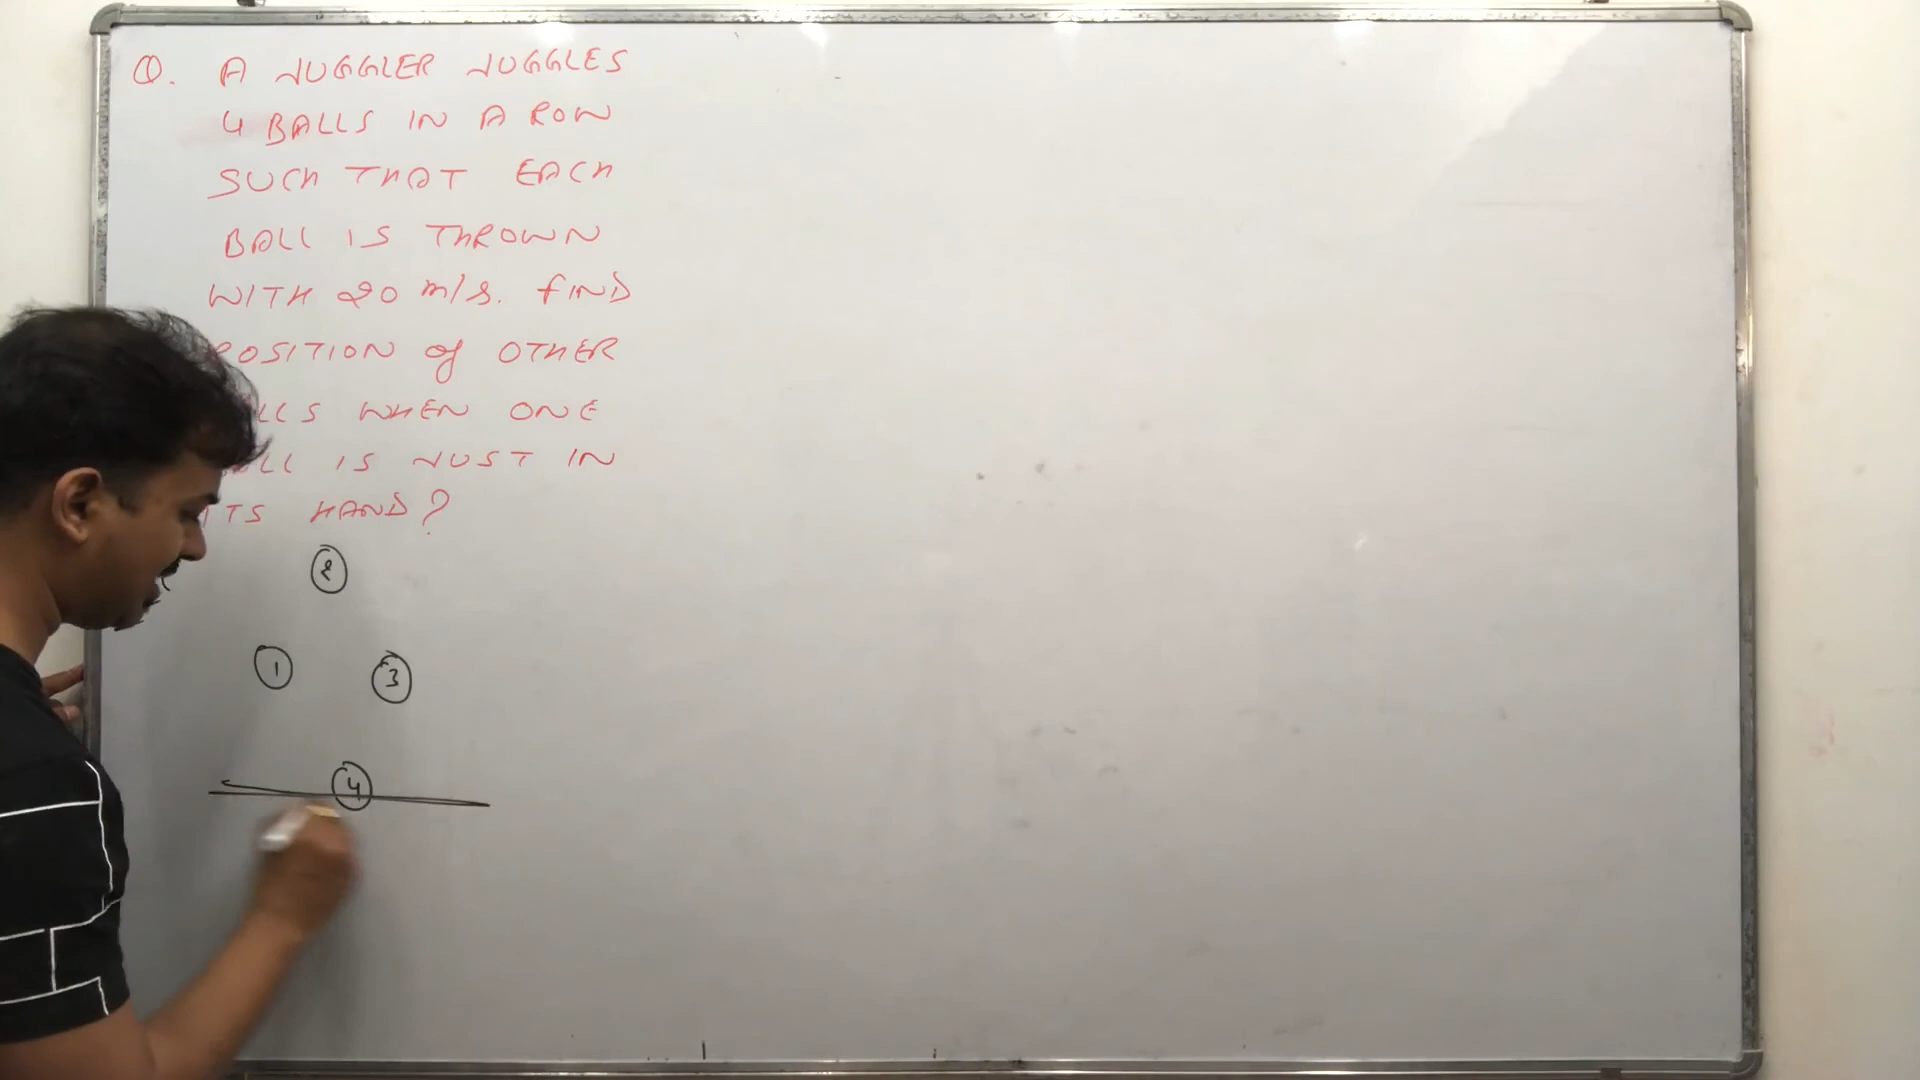 Q. A JUGGLER JUGGLES
4 BALLS IN A ROW
SUCH THAT EACH
BALL IS THROWN
WITH 20 m/s. FIND
POSITION of OTHER
WHEN ONE
IS JUST IN
HAND?
2
1 3
4